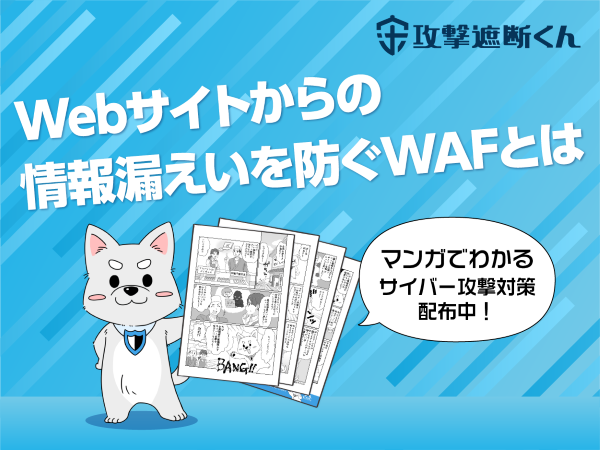 攻撃遮断くん
Webサイトからの
情報漏えいを防ぐWAFとは
マンガでわかる
サイバー攻撃対策
配布中！
BANG!!